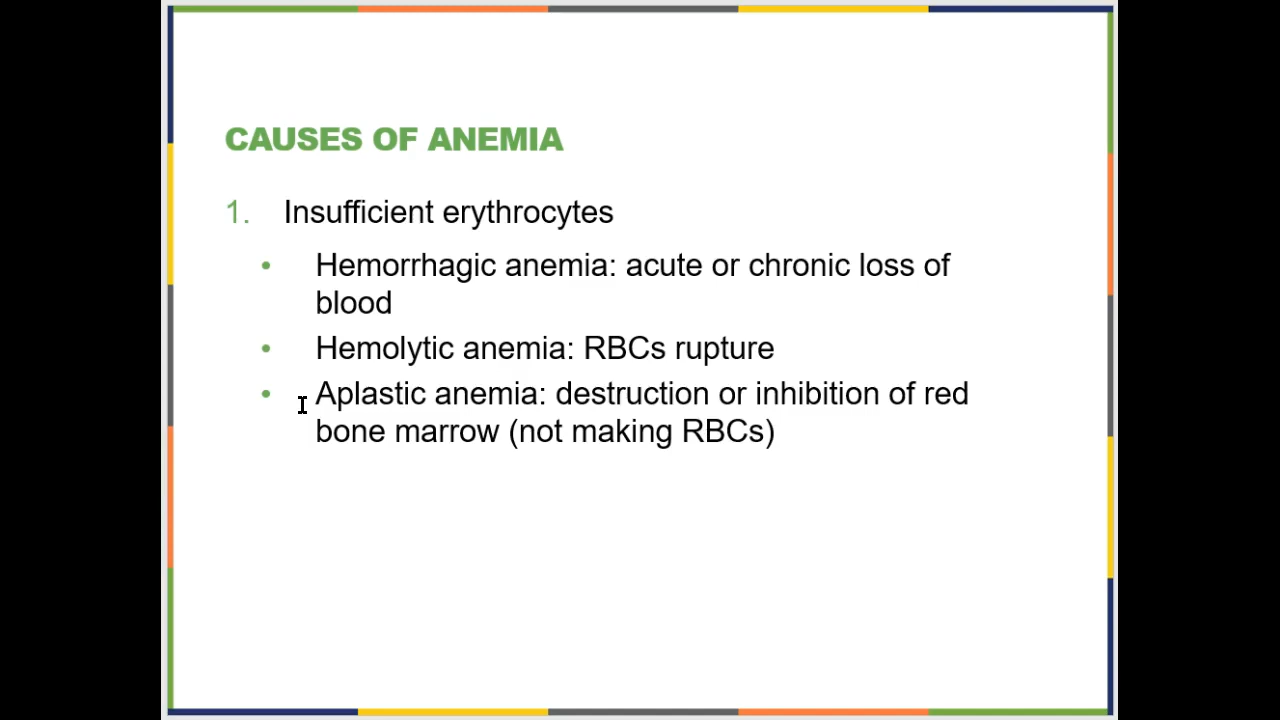 CAUSES OF ANEMIA
1. Insufficient erythrocytes
• Hemorrhagic anemia: acute or chronic loss of
blood
• Hemolytic anemia: RBCs rupture
• Aplastic anemia: destruction or inhibition of red
bone marrow (not making RBCs)